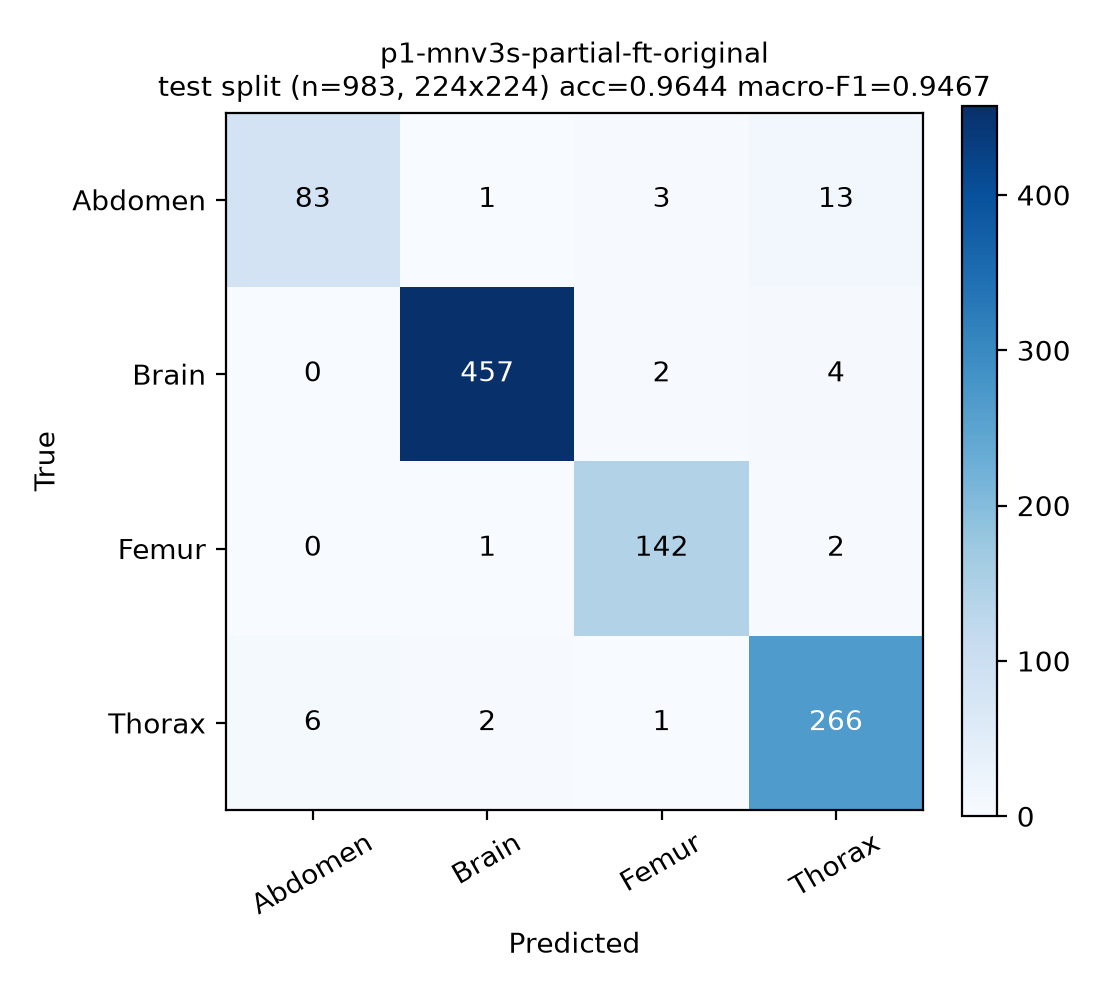 p1-mnv3s-partial-ft-original
test split (n=983, 224x224) acc=0.9644 macro-F1=0.9467
Abdomen 83 1 3 13
Brain 0 457 2 4
Femur 0 1 142 2
Thorax 6 2 1 266
True
Abdomen Brain Femur Thorax
Predicted
400
300
200
100
0